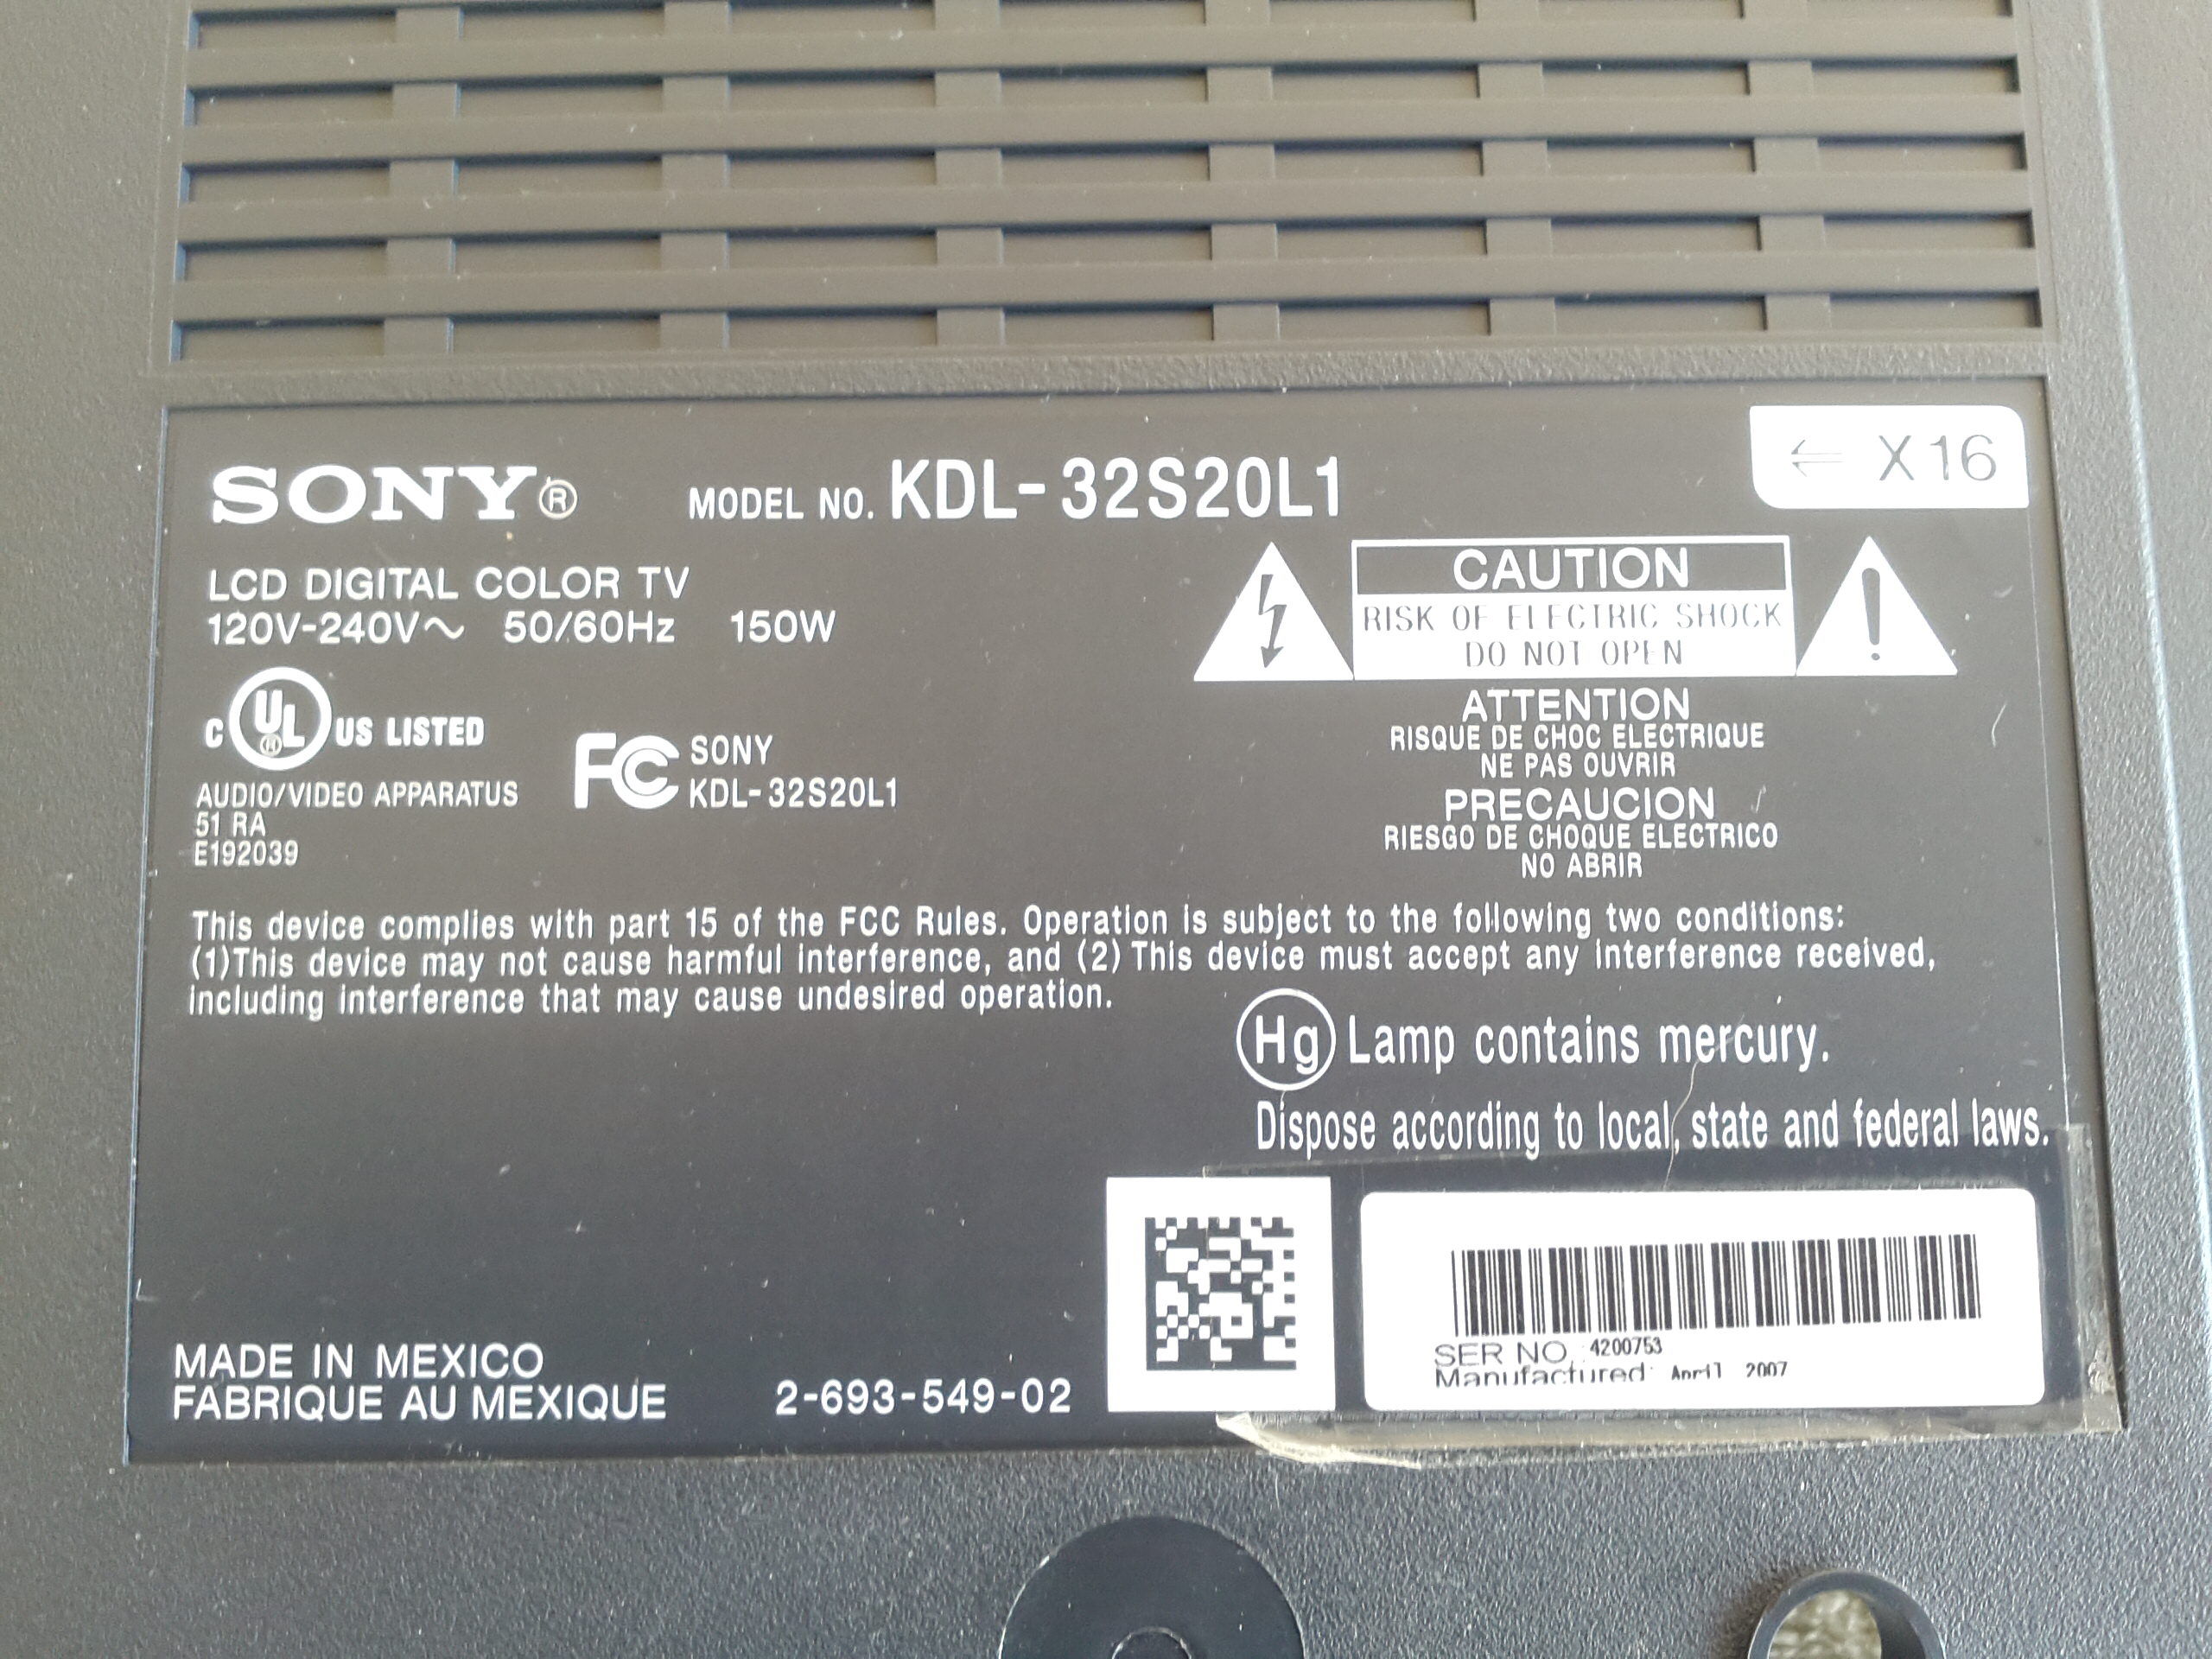 SONY® MODEL NO. KDL-32S20L1
⇐ X16
LCD DIGITAL COLOR TV
120V-240V~ 50/60Hz 150W
C UL® US LISTED
AUDIO/VIDEO APPARATUS
51 RA
E192039
FC SONY
KDL-32S20L1
CAUTION
RISK OF ELECTRIC SHOCK
DO NOT OPEN
ATTENTION
RISQUE DE CHOC ELECTRIQUE
NE PAS OUVRIR
PRECAUCION
RIESGO DE CHOQUE ELECTRICO
NO ABRIR
This device complies with part 15 of the FCC Rules. Operation is subject to the following two conditions:
(1)This device may not cause harmful interference, and (2) This device must accept any interference received,
including interference that may cause undesired operation.
Hg Lamp contains mercury.
Dispose according to local, state and federal laws.
MADE IN MEXICO
FABRIQUE AU MEXIQUE
2-693-549-02
SER NO. 4200753
Manufactured: April 2007